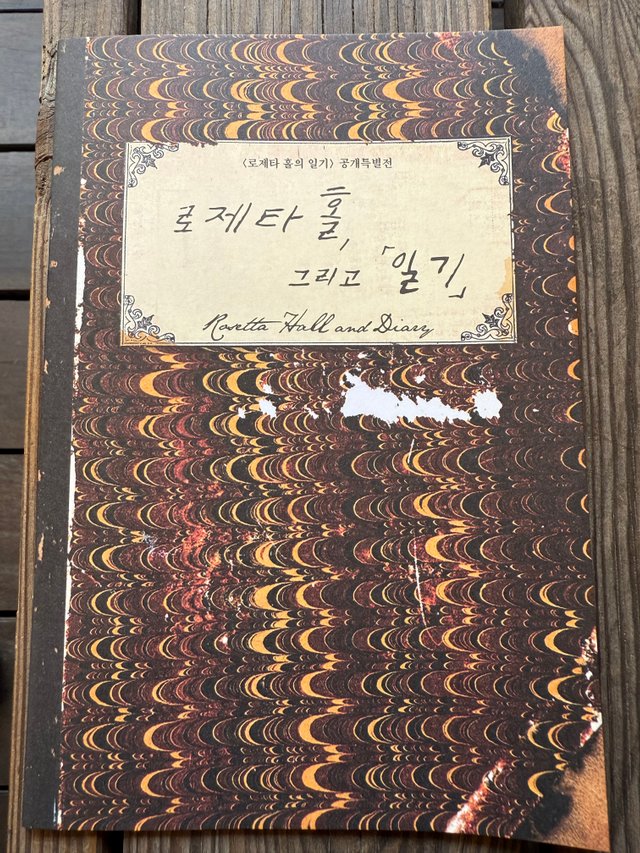 〈로제타 홀의 일기〉 공개특별전
로제타 홀,
그리고 「일기」
Rosetta Hall and Diary